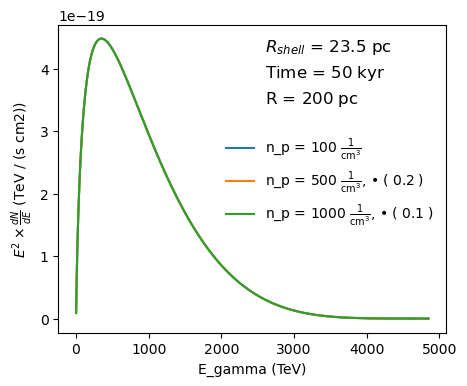 1e−19
R_shell = 23.5 pc
Time = 50 kyr
R = 200 pc
n_p = 100 1/cm³
n_p = 500 1/cm³, • ( 0.2 )
n_p = 1000 1/cm³, • ( 0.1 )
4
3
2
1
0
E² × dN/dE (TeV / (s cm2))
0 1000 2000 3000 4000 5000
E_gamma (TeV)